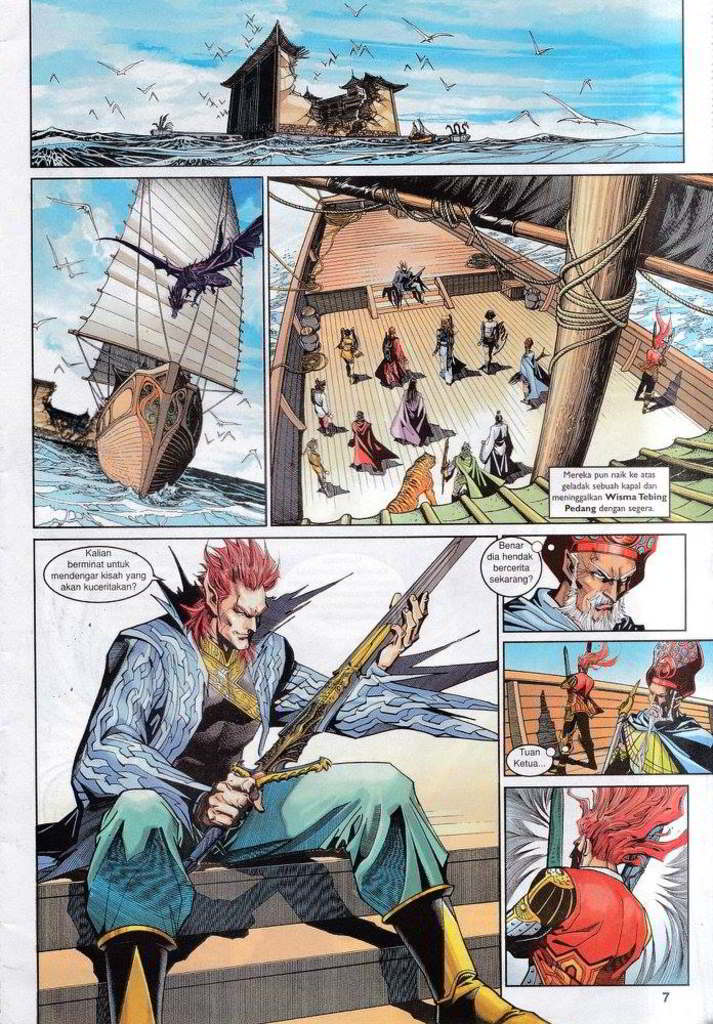 Mereka pun naik ke atas
geladak sebuah kapal dan
meninggalkan Wisma Tebing
Pedang dengan segera.
Kalian
berminat untuk
mendengar kisah yang
akan kuceritakan?
Benar
dia hendak
bercerita
sekarang?
Tuan
Ketua...
7